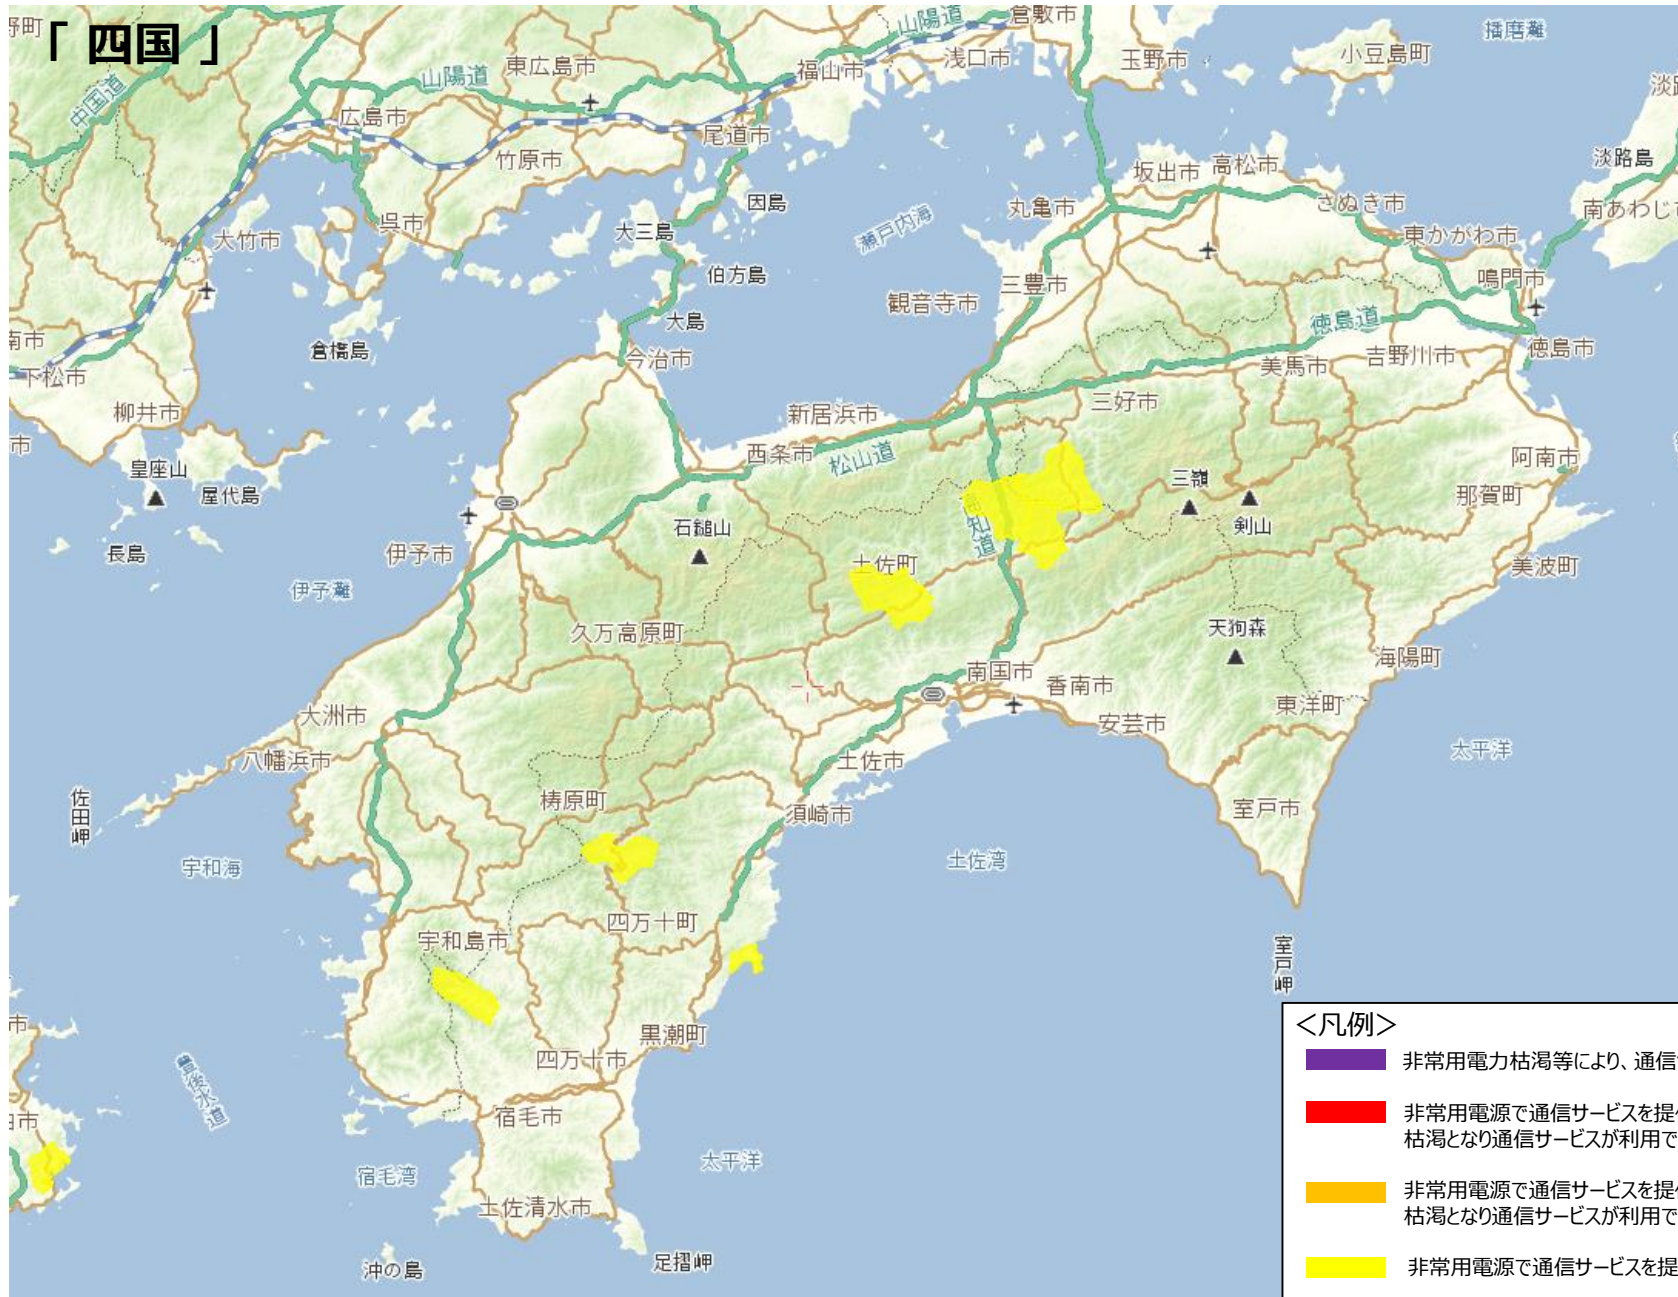 「 四国 」
野町
中国道
山陽道
東広島市
広島市
竹原市
尾道市
福山市
山陽道
浅口市
倉敷市
玉野市
小豆島町
播磨灘
淡路島
南あわじ
呉市
大竹市
大三島
因島
伯方島
大島
瀬戸内海
丸亀市
坂出市
高松市
さぬき市
東かがわ市
鳴門市
三豊市
観音寺市
徳島道
吉野川市
徳島市
美馬市
三好市
南市
下松市
柳井市
市
倉橋島
今治市
新居浜市
西条市
松山道
皇座山
屋代島
長島
伊予市
伊予灘
石鎚山
知道
三嶺
剣山
阿南市
那賀町
美波町
土佐町
久万高原町
天狗森
海陽町
南国市
香南市
安芸市
東洋町
太平洋
大洲市
八幡浜市
土佐市
佐田岬
梼原町
須崎市
室戸市
宇和海
土佐湾
四万十町
宇和島市
室戸岬
黒潮町
四万十市
市
豊後水道
宿毛市
宿毛湾
太平洋
土佐清水市
沖の島
足摺岬
＜凡例＞
非常用電力枯渇等により、通信
非常用電源で通信サービスを提
枯渇となり通信サービスが利用で
非常用電源で通信サービスを提
枯渇となり通信サービスが利用で
非常用電源で通信サービスを提